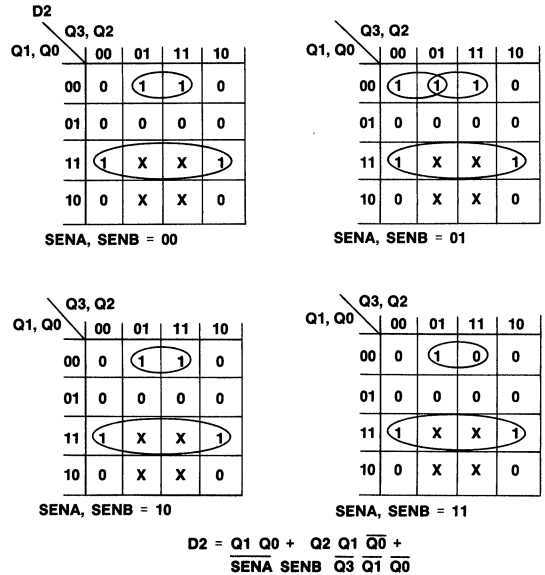 D2
Q3, Q2
Q1, Q0
00 01 11 10
00 0 1 1 0
01 0 0 0 0
11 1 X X 1
10 0 X X 0
SENA, SENB = 00
Q3, Q2
Q1, Q0
00 01 11 10
00 1 1 1 0
01 0 0 0 0
11 1 X X 1
10 0 X X 0
SENA, SENB = 01
Q3, Q2
Q1, Q0
00 01 11 10
00 0 1 1 0
01 0 0 0 0
11 1 X X 1
10 0 X X 0
SENA, SENB = 10
Q3, Q2
Q1, Q0
00 01 11 10
00 0 1 0 0
01 0 0 0 0
11 1 X X 1
10 0 X X 0
SENA, SENB = 11
D2 = Q1 Q0 + Q2 Q1 Q̅0̅ +
S̅E̅N̅A̅ SENB Q̅3̅ Q̅1̅ Q̅0̅